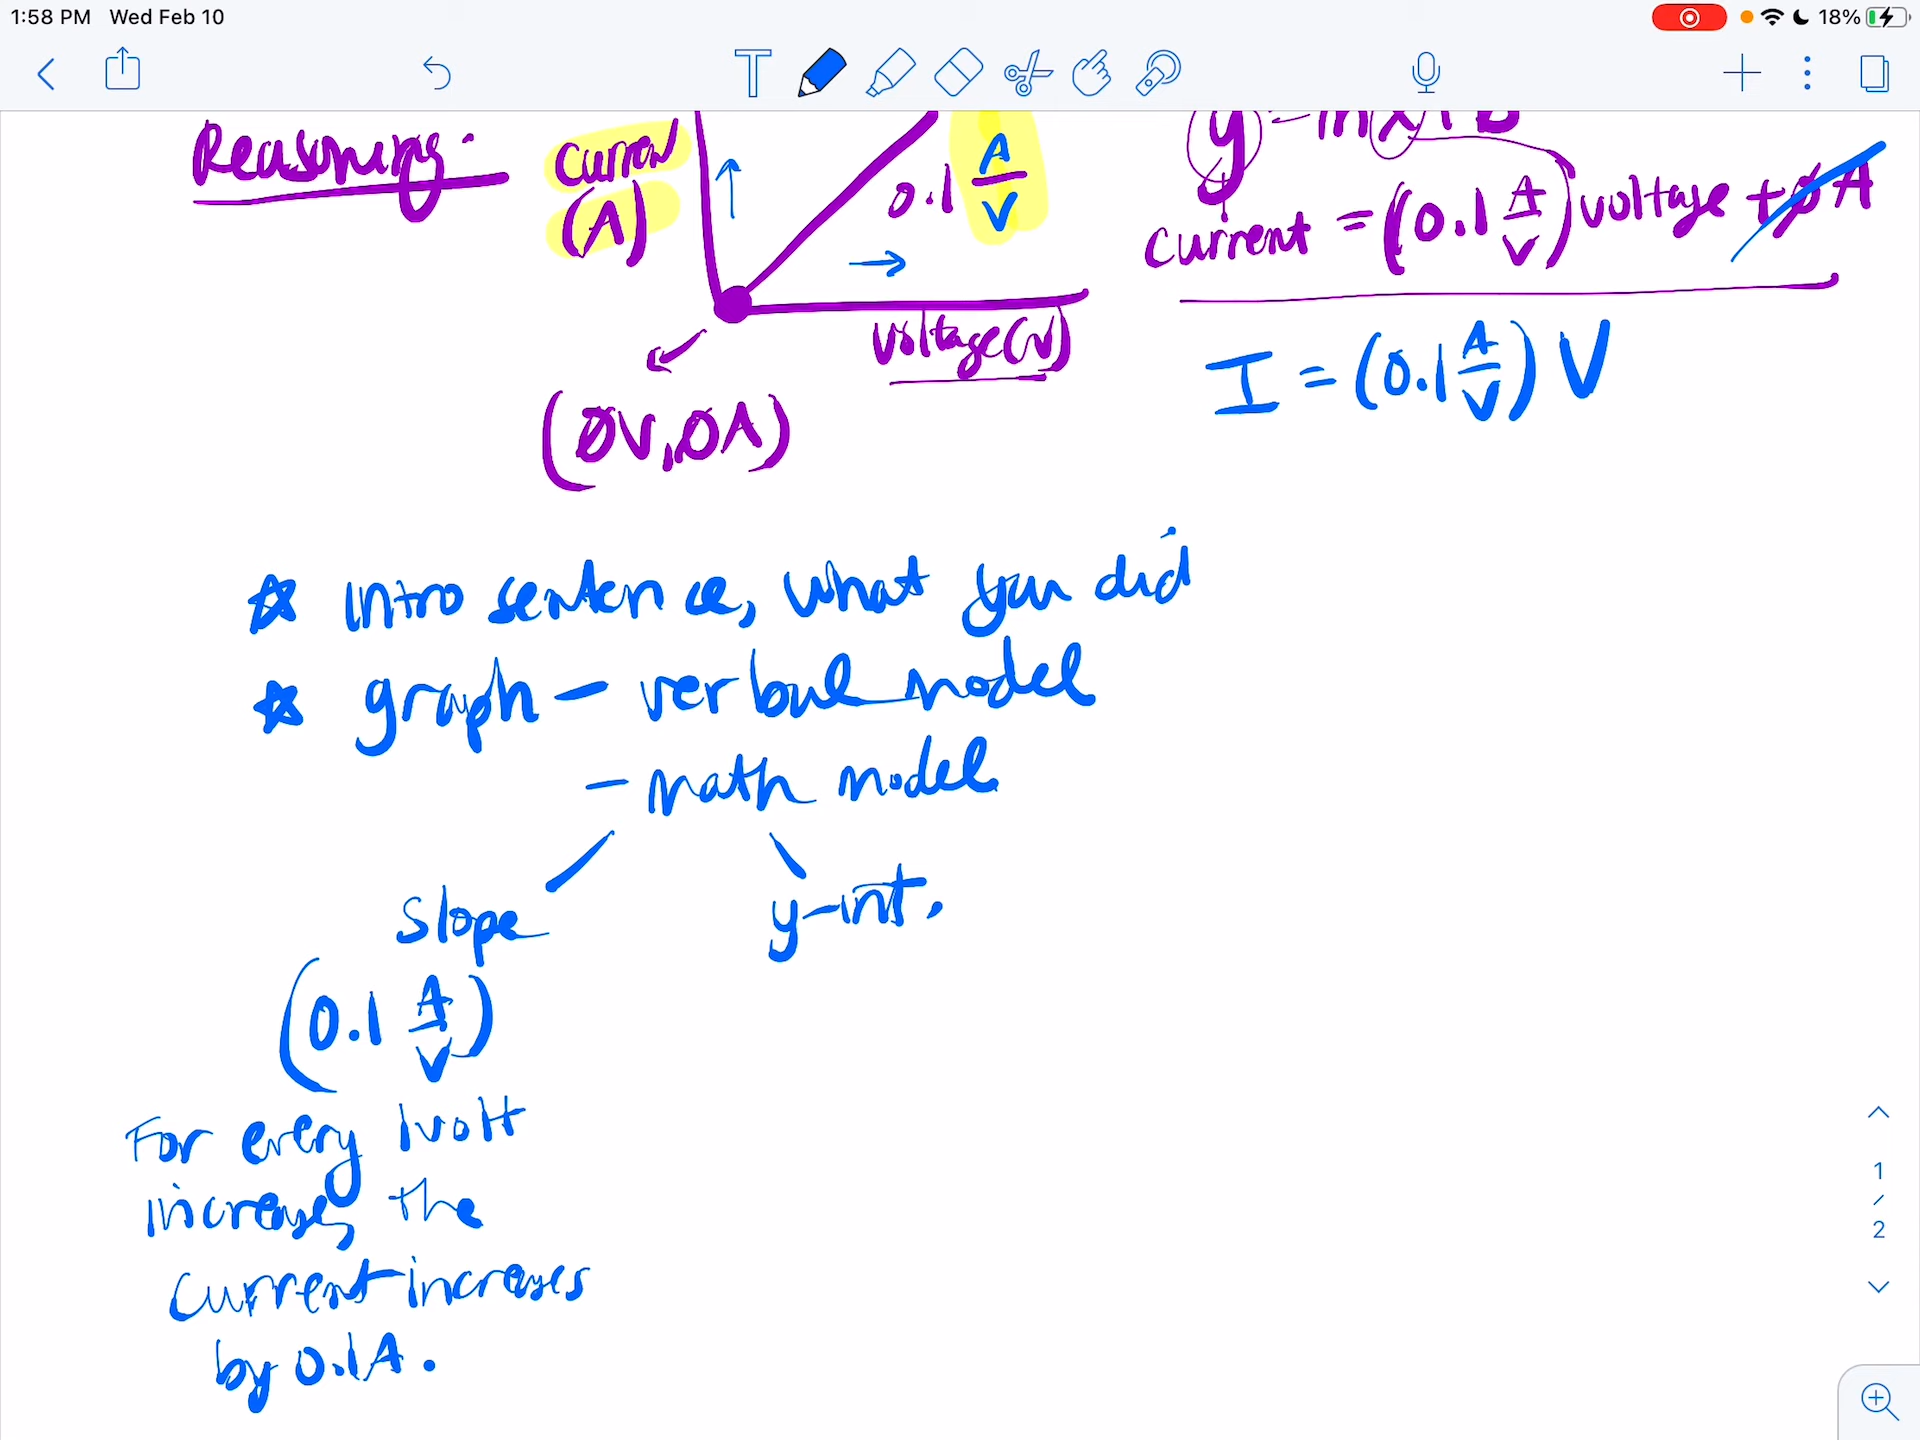 1:58 PM Wed Feb 10
18%
T
Reasoning.
Current
(A)
0.1 A/V
Voltage(V)
(0V,0A)
y = mx + B
Current = (0.1 A/V) voltage + 0A
I = (0.1 A/V) V
☆ Intro sentence, what you did
☆ graph - verbal model
- math model
slope
y-int.
(0.1 A/V)
For every 1volt
increase, the
current increases
by 0.1A.
1
/
2